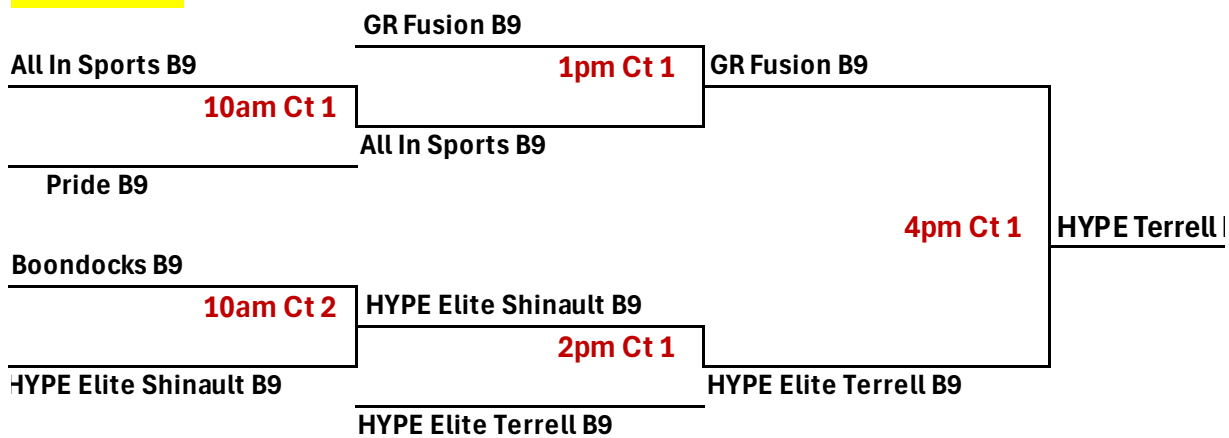 GR Fusion B9
All In Sports B9
1pm Ct 1
GR Fusion B9
10am Ct 1
All In Sports B9
Pride B9
4pm Ct 1
HYPE Terrell
Boondocks B9
10am Ct 2
HYPE Elite Shinault B9
2pm Ct 1
HYPE Elite Shinault B9
HYPE Elite Terrell B9
HYPE Elite Terrell B9